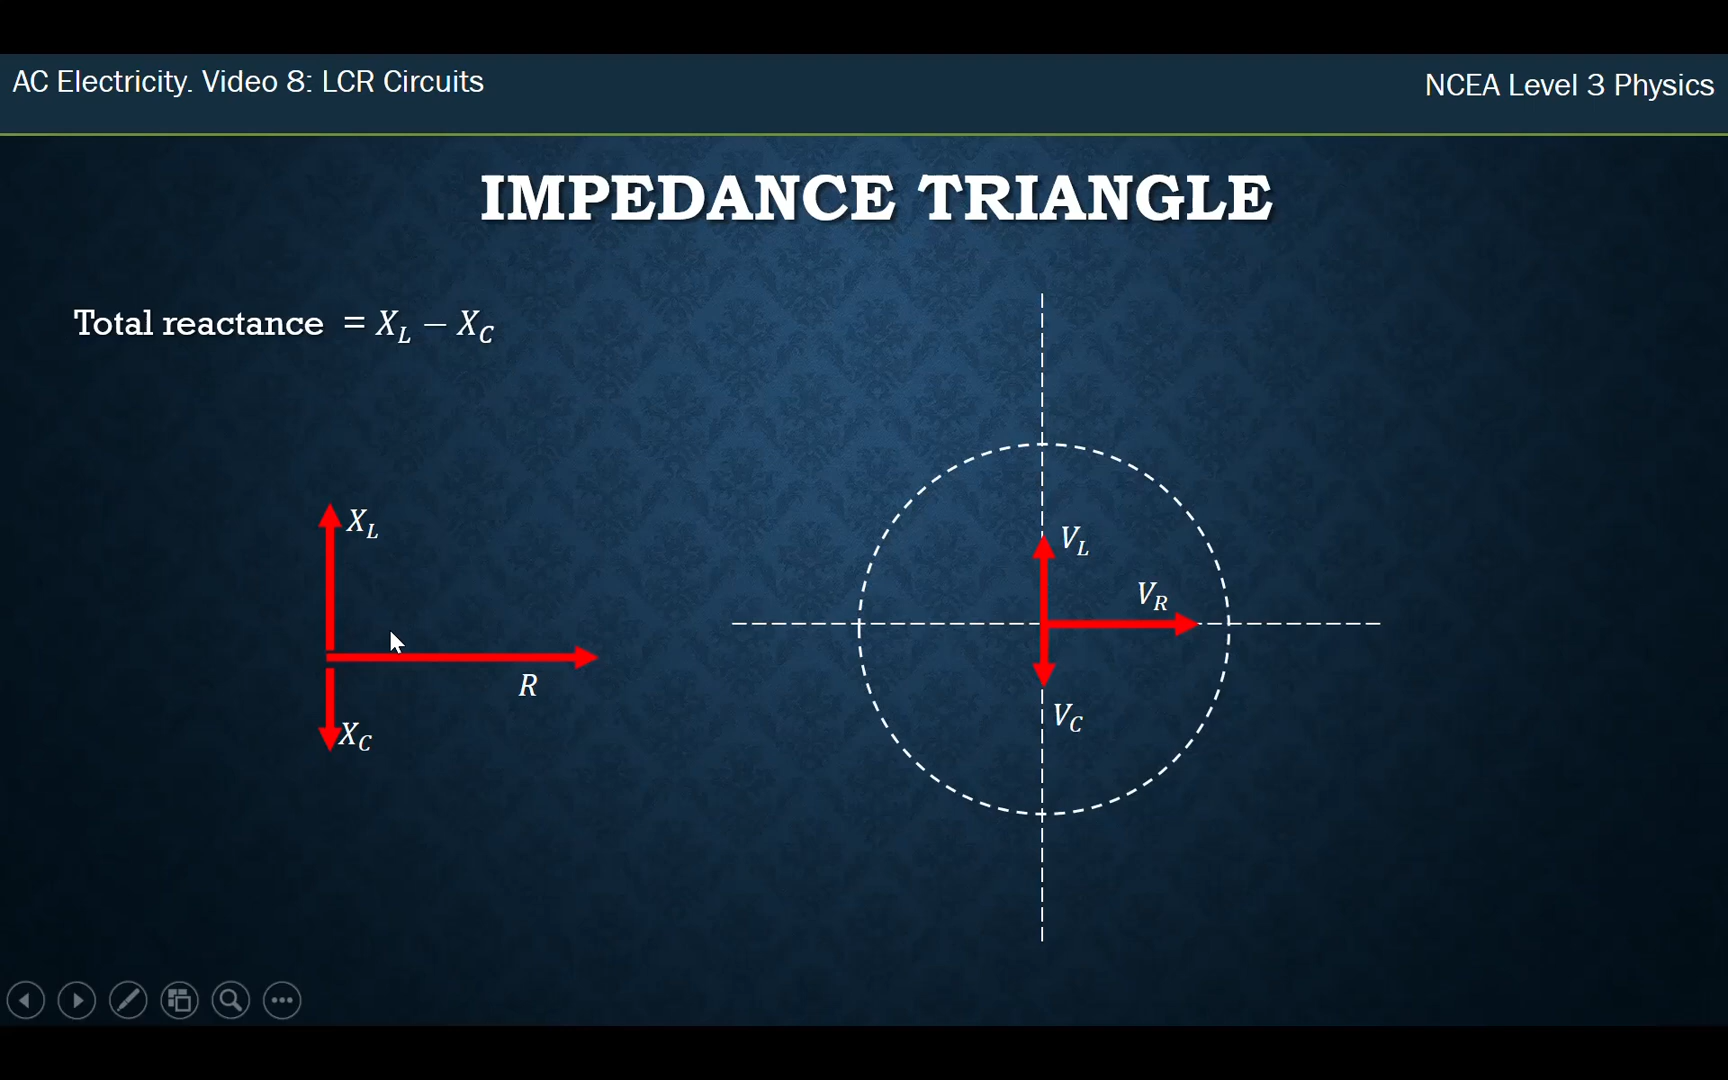 AC Electricity. Video 8: LCR Circuits
NCEA Level 3 Physics
IMPEDANCE TRIANGLE
Total reactance = X_L − X_C
X_L
R
X_C
V_L
V_R
V_C